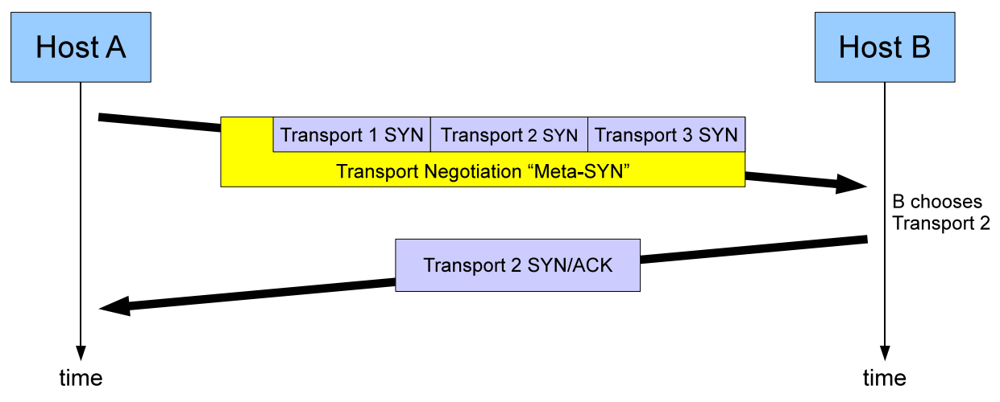 Host A
Host B
Transport 1 SYN
Transport 2 SYN
Transport 3 SYN
Transport Negotiation “Meta-SYN”
B chooses
Transport 2
Transport 2 SYN/ACK
time
time